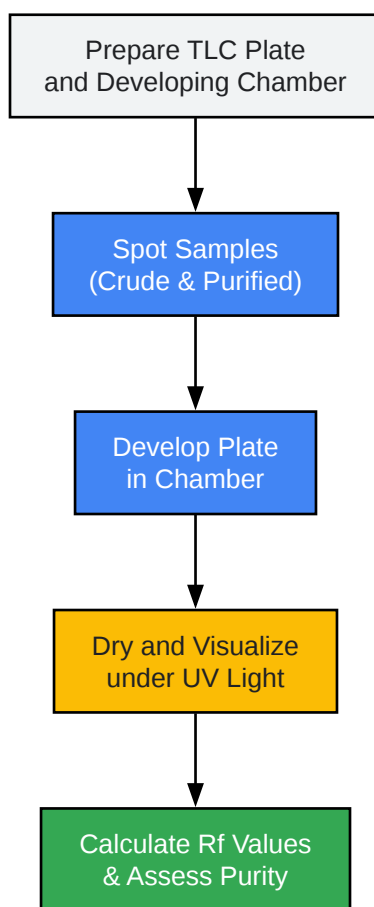 Prepare TLC Plate
and Developing Chamber
Spot Samples
(Crude & Purified)
Develop Plate
in Chamber
Dry and Visualize
under UV Light
Calculate Rf Values
& Assess Purity